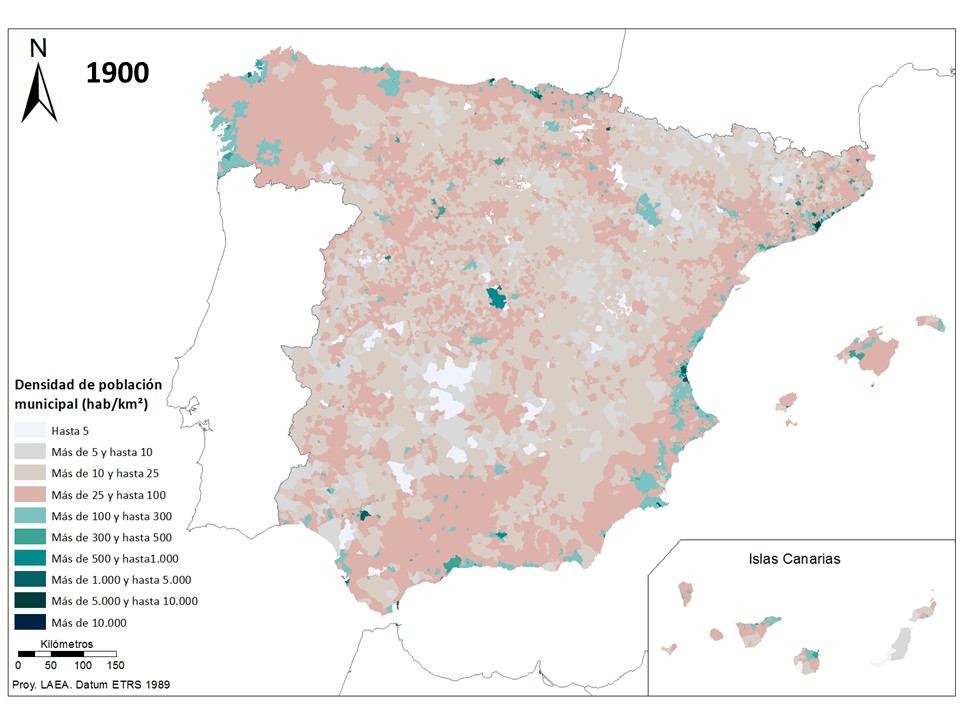 N
1900
Densidad de población
municipal (hab/km²)
Hasta 5
Más de 5 y hasta 10
Más de 10 y hasta 25
Más de 25 y hasta 100
Más de 100 y hasta 300
Más de 300 y hasta 500
Más de 500 y hasta1.000
Más de 1.000 y hasta 5.000
Más de 5.000 y hasta 10.000
Más de 10.000
Kilómetros
0 25 50 100 150
Proy. LAEA. Datum ETRS 1989
Islas Canarias